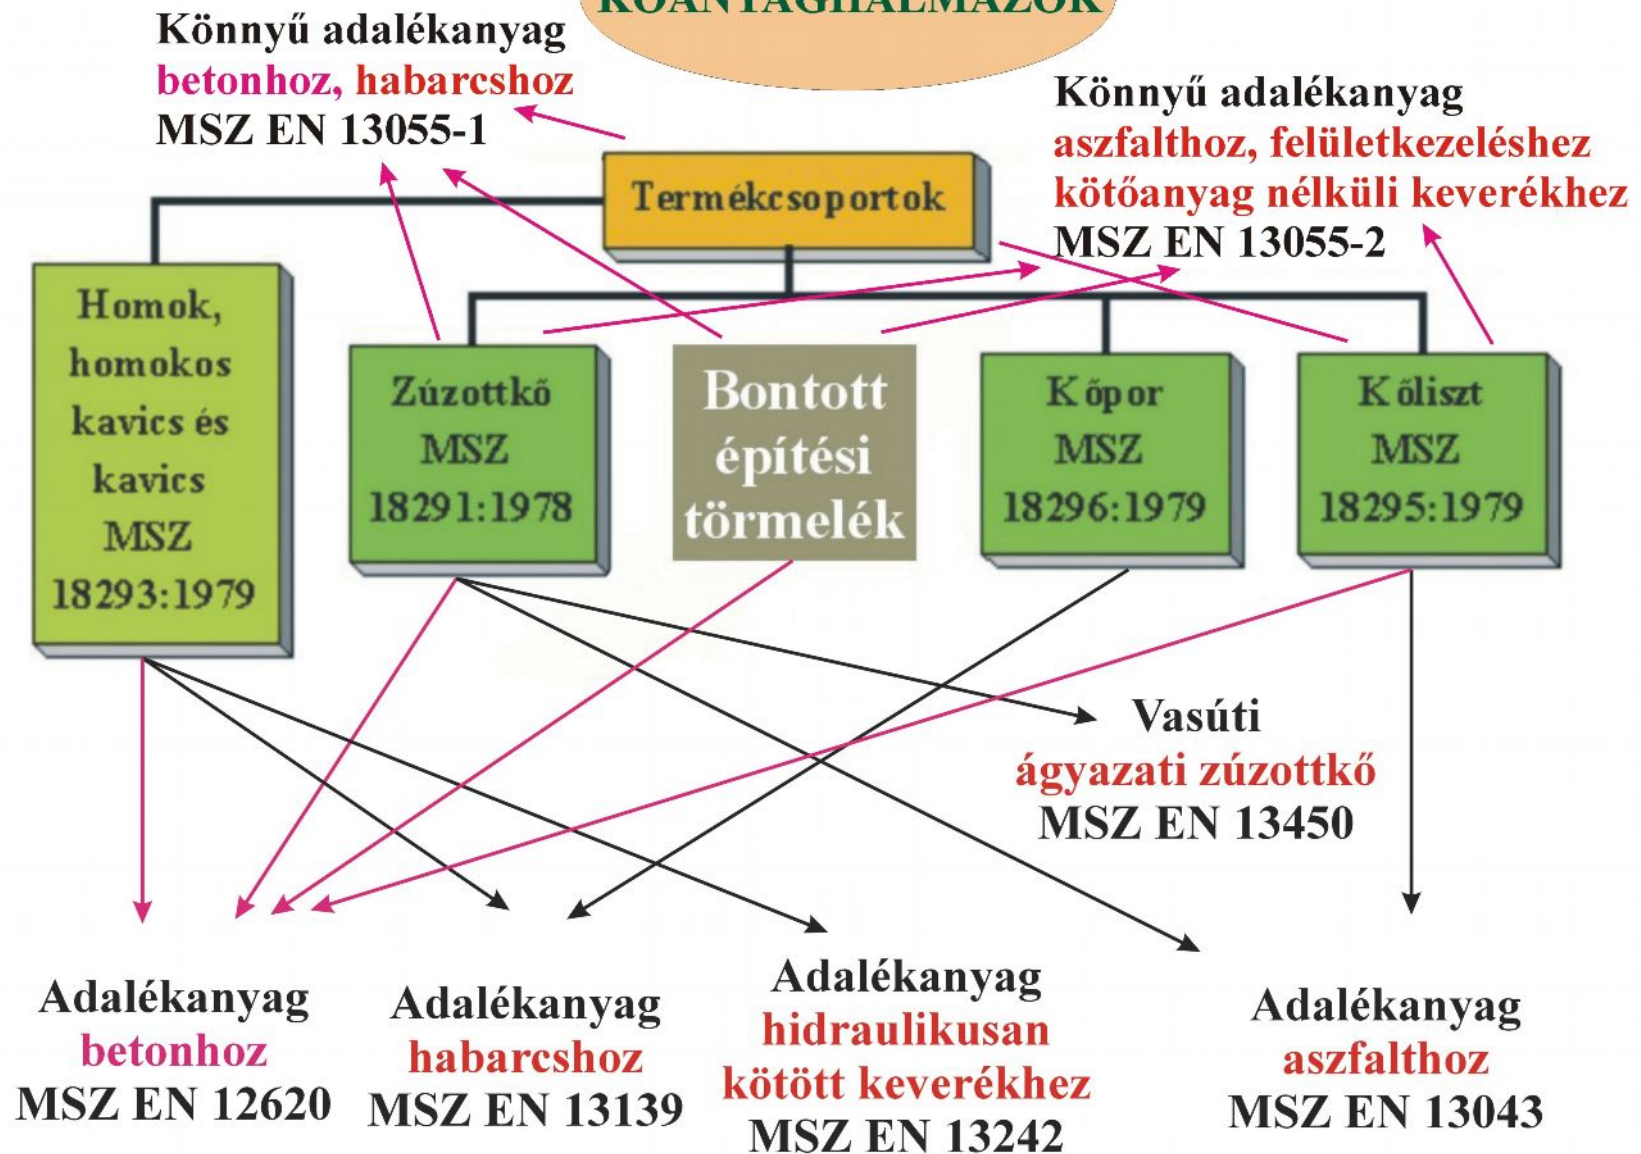 KŐANYAGHALMAZOK
Könnyű adalékanyag
betonhoz, habarcshoz
MSZ EN 13055-1
Könnyű adalékanyag
aszfalthoz, felületkezeléshez
kötőanyag nélküli keverékhez
MSZ EN 13055-2
Termékcsoportok
Homok,
homokos
kavics és
kavics
MSZ
18293:1979
Zúzottkő
MSZ
18291:1978
Bontott
építési
törmelék
Kőpor
MSZ
18296:1979
Kőliszt
MSZ
18295:1979
Vasúti
ágyazati zúzottkő
MSZ EN 13450
Adalékanyag
betonhoz
MSZ EN 12620
Adalékanyag
habarcshoz
MSZ EN 13139
Adalékanyag
hidraulikusan
kötött keverékhez
MSZ EN 13242
Adalékanyag
aszfalthoz
MSZ EN 13043